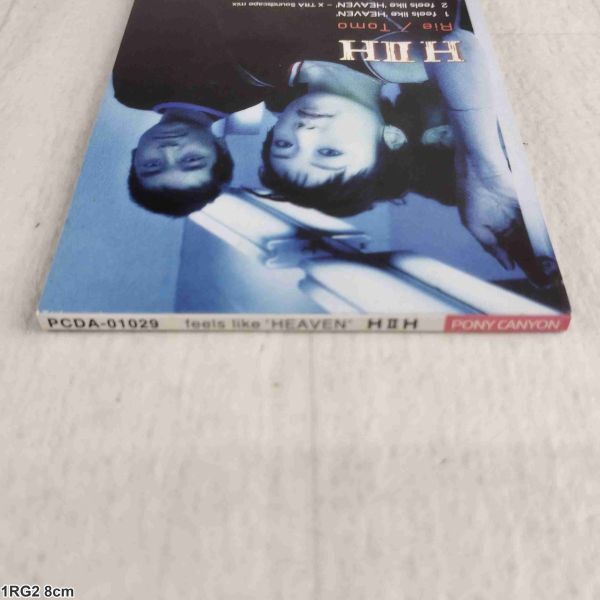 HⅡH
Rie / Tomo
1 feels like 'HEAVEN'
2 feels like 'HEAVEN' - X TRA Soundscape mix
PCDA-01029 feels like "HEAVEN" HⅡH PONY CANYON
1RG2 8cm